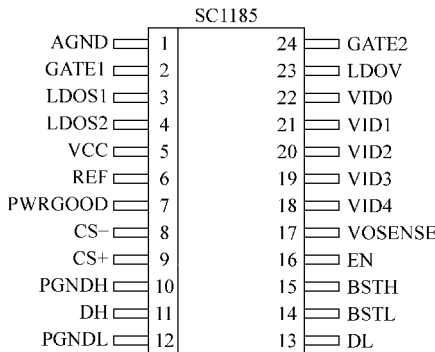 SC1185
AGND 1 24 GATE2
GATE1 2 23 LDOV
LDOS1 3 22 VID0
LDOS2 4 21 VID1
VCC 5 20 VID2
REF 6 19 VID3
PWRGOOD 7 18 VID4
CS− 8 17 VOSENSE
CS+ 9 16 EN
PGNDH 10 15 BSTH
DH 11 14 BSTL
PGNDL 12 13 DL